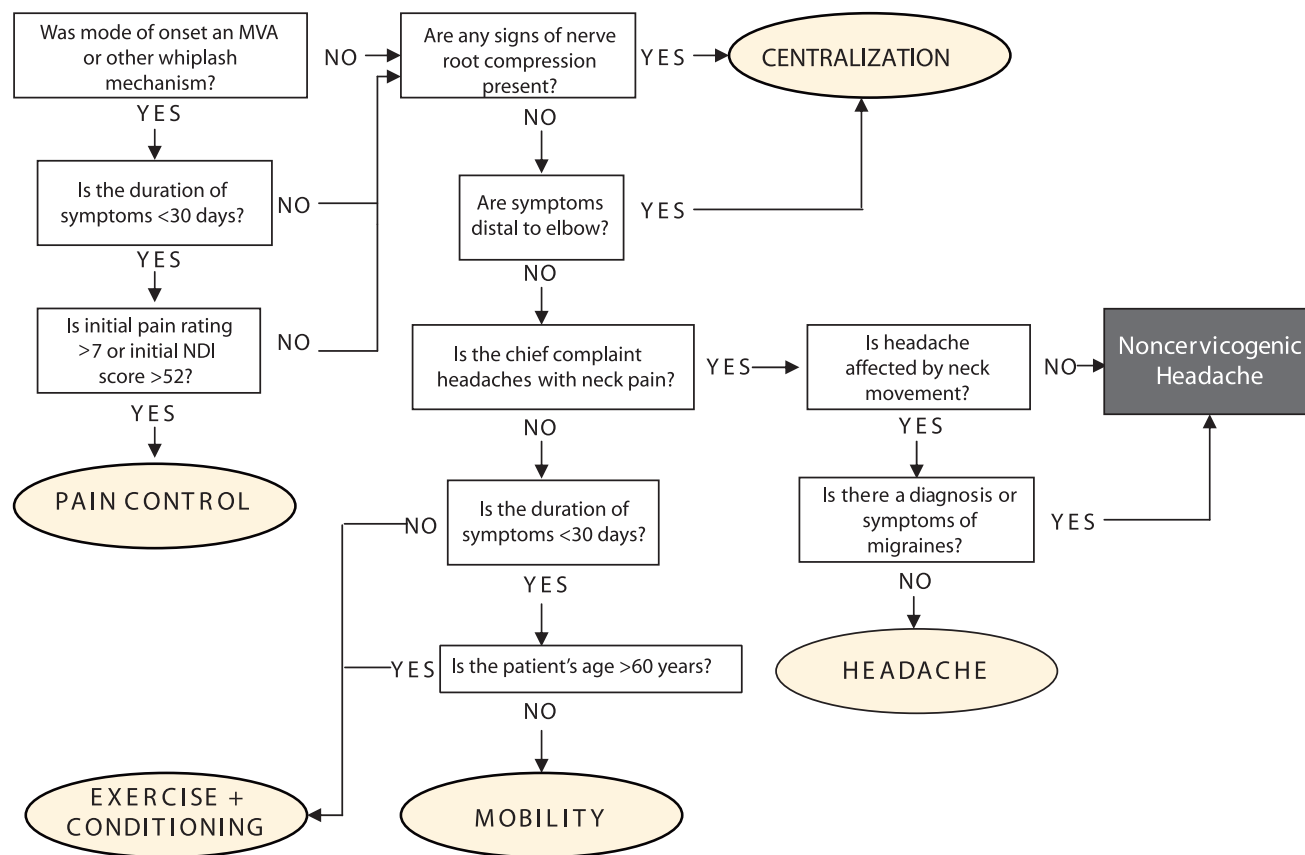 Was mode of onset an MVA
or other whiplash
mechanism?
NO
Are any signs of nerve
root compression
present?
YES
CENTRALIZATION
YES
NO
Is the duration of
symptoms <30 days?
NO
Are symptoms
distal to elbow?
YES
YES
NO
Is initial pain rating
>7 or initial NDI
score >52?
NO
Is the chief complaint
headaches with neck pain?
YES
Is headache
affected by neck
movement?
NO
Noncervicogenic
Headache
YES
NO
YES
PAIN CONTROL
NO
Is the duration of
symptoms <30 days?
Is there a diagnosis or
symptoms of
migraines?
YES
YES
NO
YES
Is the patient's age >60 years?
HEADACHE
NO
EXERCISE +
CONDITIONING
MOBILITY